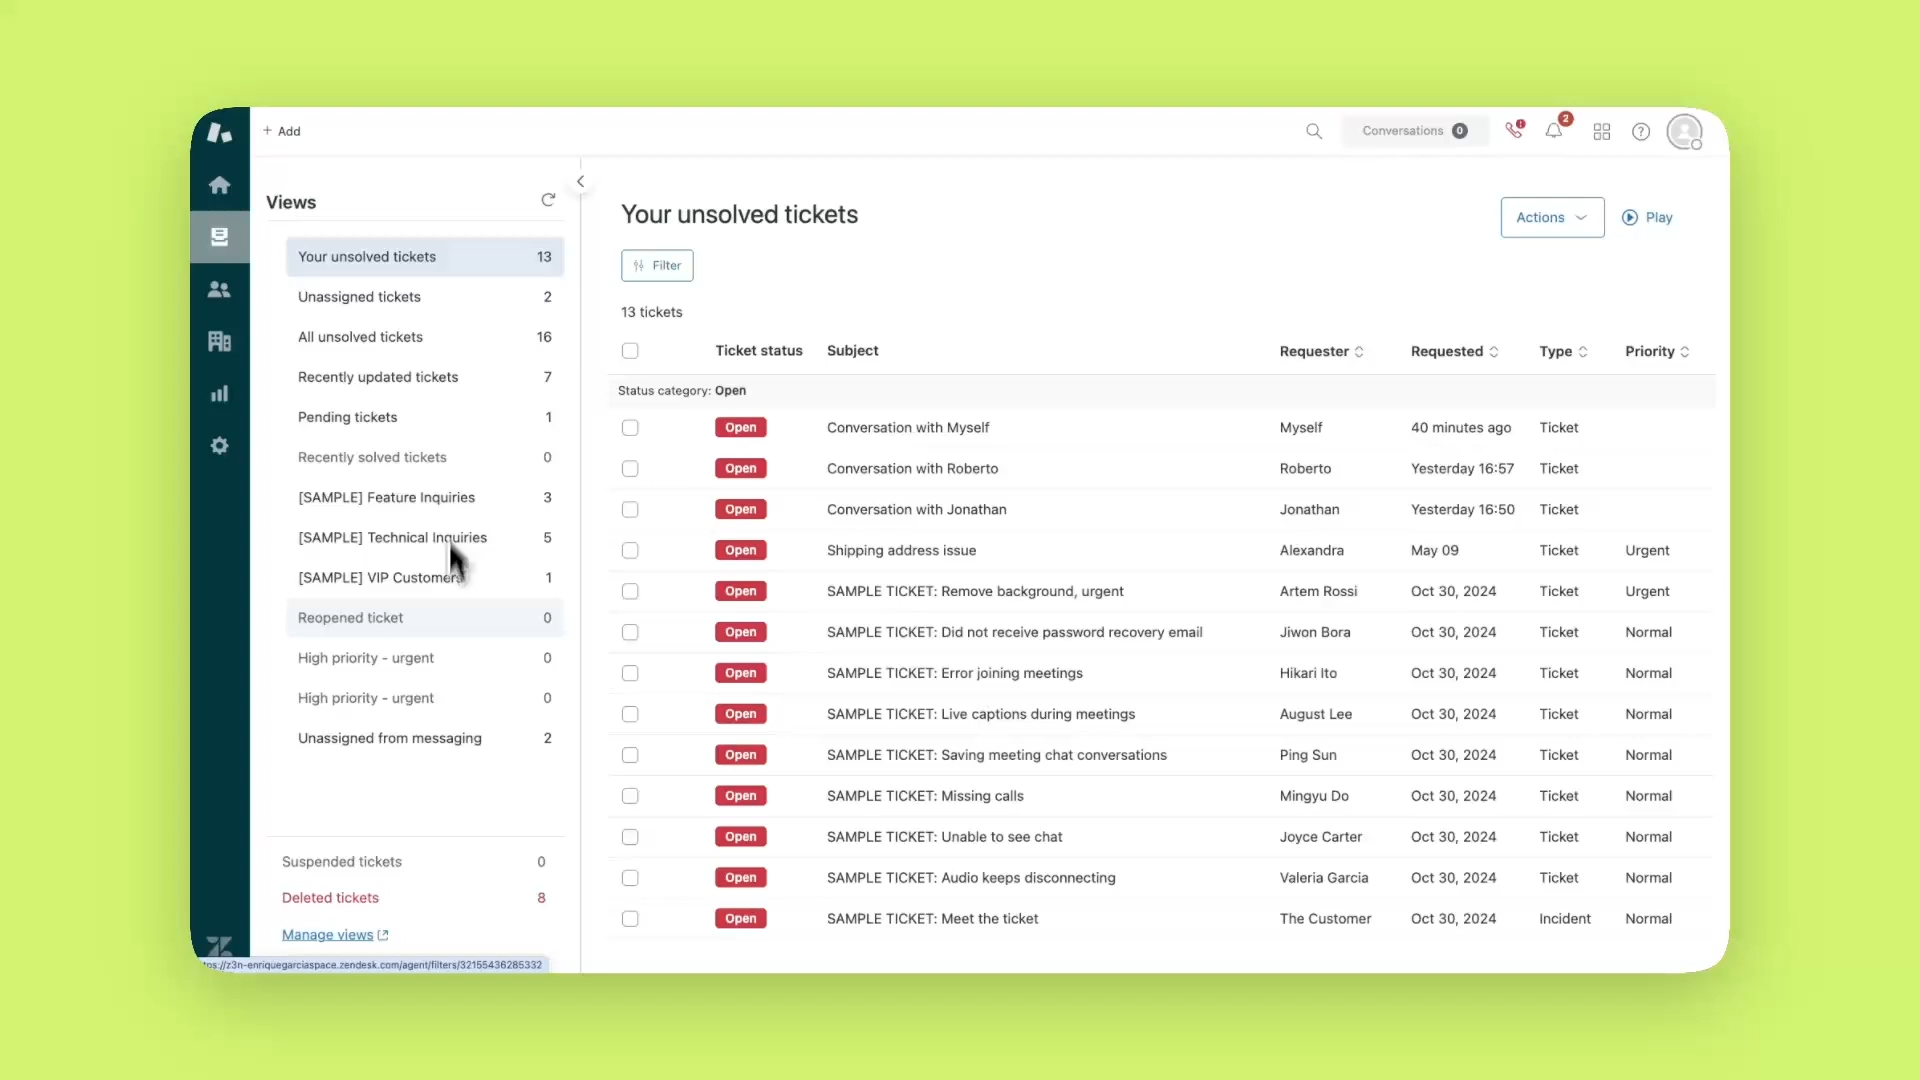 + Add
Conversations 0
2
Views
Your unsolved tickets 13
Unassigned tickets 2
All unsolved tickets 16
Recently updated tickets 7
Pending tickets 1
Recently solved tickets 0
[SAMPLE] Feature Inquiries 3
[SAMPLE] Technical Inquiries 5
[SAMPLE] VIP Customers 1
Reopened ticket 0
High priority - urgent 0
High priority - urgent 0
Unassigned from messaging 2
Suspended tickets 0
Deleted tickets 8
Manage views
tps://z3n-enriquegarciaspace.zendesk.com/agent/filters/32155436285332
Your unsolved tickets
Actions
Play
Filter
13 tickets
Ticket status Subject Requester Requested Type Priority
Status category: Open
Open Conversation with Myself Myself 40 minutes ago Ticket
Open Conversation with Roberto Roberto Yesterday 16:57 Ticket
Open Conversation with Jonathan Jonathan Yesterday 16:50 Ticket
Open Shipping address issue Alexandra May 09 Ticket Urgent
Open SAMPLE TICKET: Remove background, urgent Artem Rossi Oct 30, 2024 Ticket Urgent
Open SAMPLE TICKET: Did not receive password recovery email Jiwon Bora Oct 30, 2024 Ticket Normal
Open SAMPLE TICKET: Error joining meetings Hikari Ito Oct 30, 2024 Ticket Normal
Open SAMPLE TICKET: Live captions during meetings August Lee Oct 30, 2024 Ticket Normal
Open SAMPLE TICKET: Saving meeting chat conversations Ping Sun Oct 30, 2024 Ticket Normal
Open SAMPLE TICKET: Missing calls Mingyu Do Oct 30, 2024 Ticket Normal
Open SAMPLE TICKET: Unable to see chat Joyce Carter Oct 30, 2024 Ticket Normal
Open SAMPLE TICKET: Audio keeps disconnecting Valeria Garcia Oct 30, 2024 Ticket Normal
Open SAMPLE TICKET: Meet the ticket The Customer Oct 30, 2024 Incident Normal